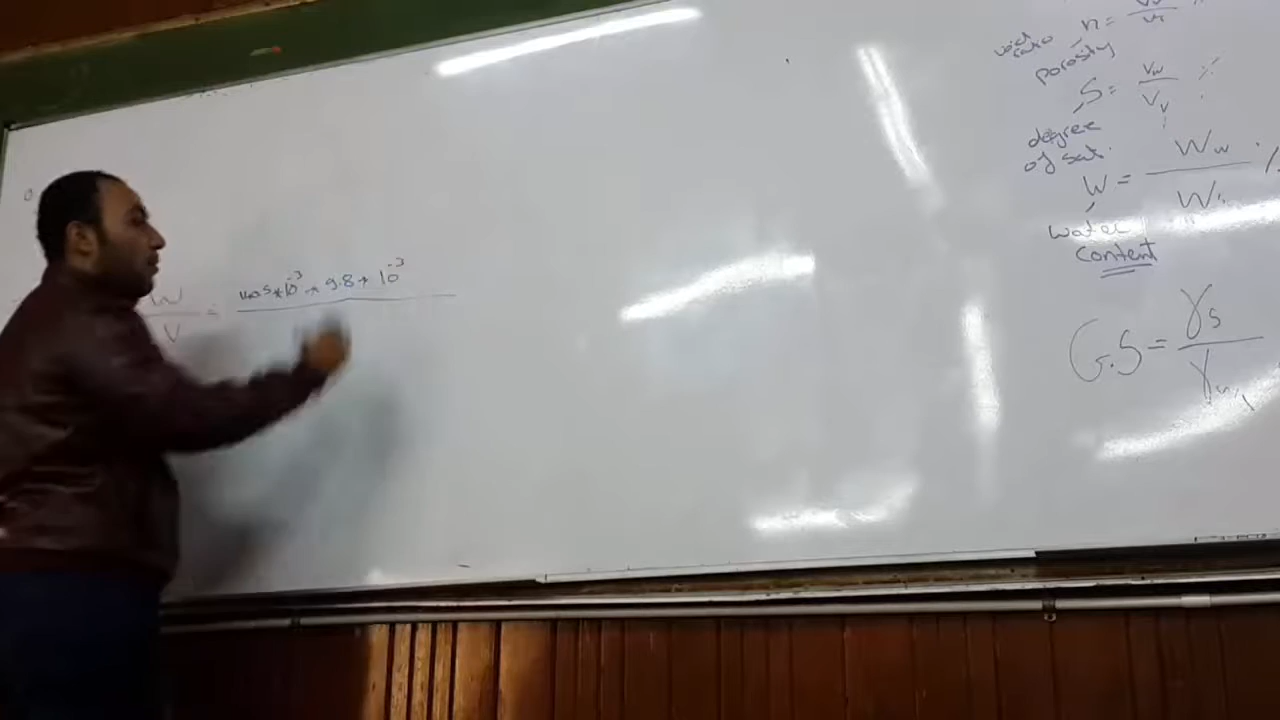 W/V = * 10^-3 * 9.8 * 10^-3
void ratio
n = Vv/VT
porosity
S = Vw/Vv %
degree of sat.
W = Ww/Ws %
water content
G.S = γs/γw